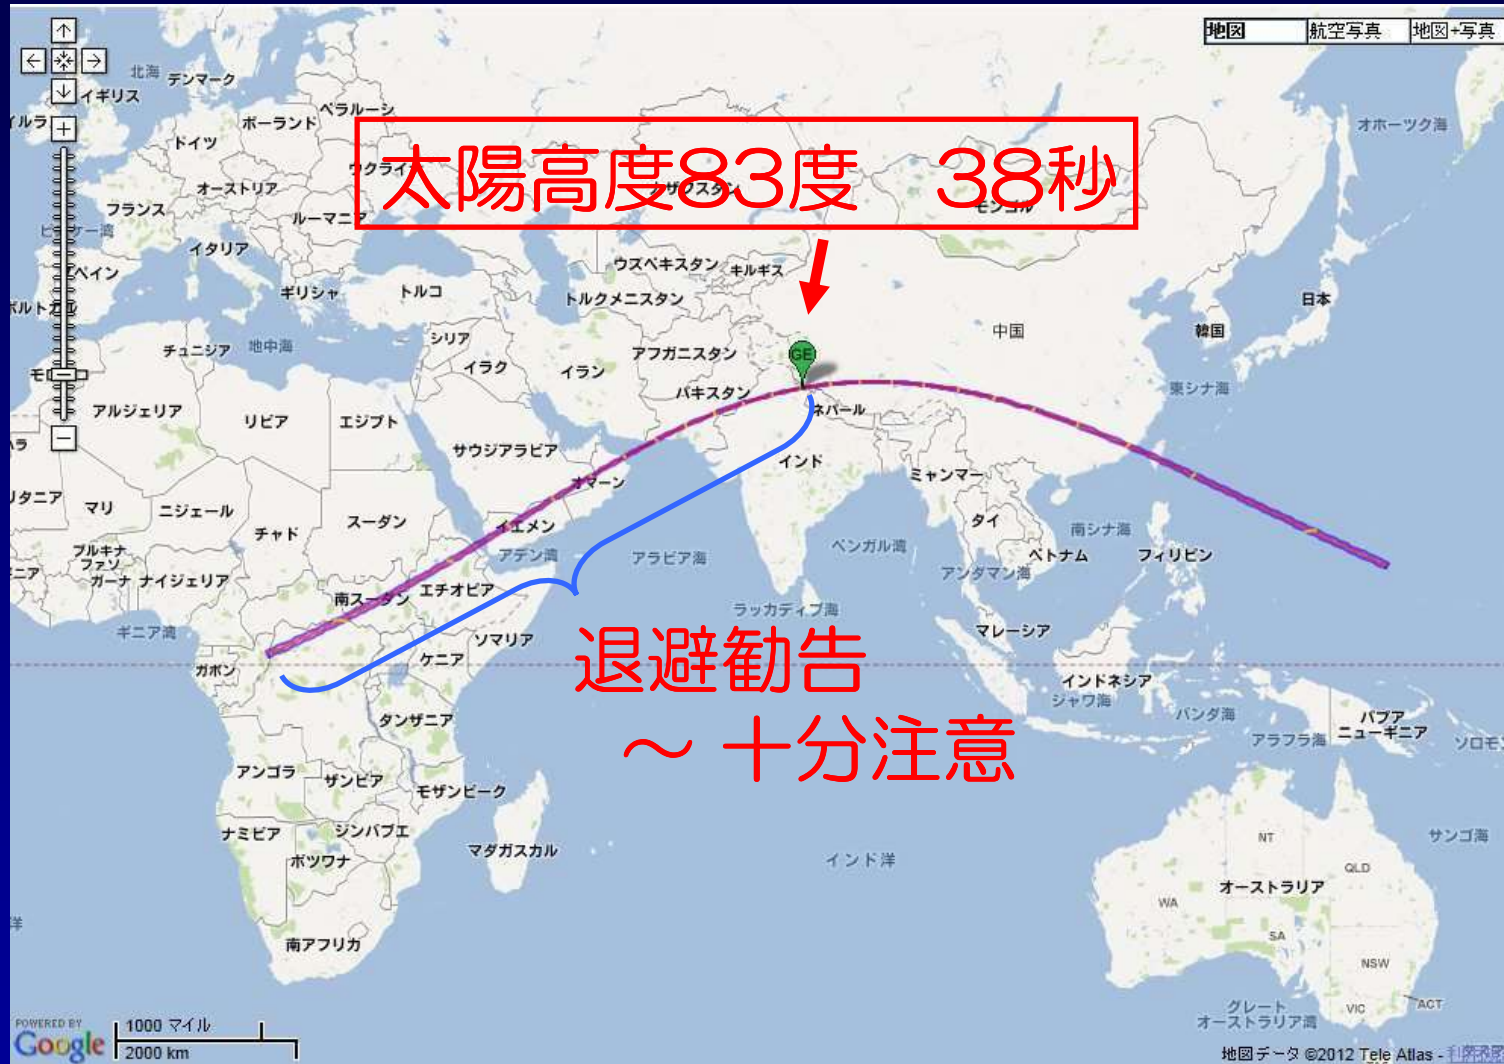 地図 航空写真 地図+写真
北海 デンマーク
イギリス
ベラルーシ
ポーランド
オホーツク海
ドイツ
太陽高度83度 38秒
オーストリア
フランス
ルーマニア
モンゴル
イタリア
ウズベキスタン キルギス
ギリシャ トルコ
トルクメニスタン
日本
中国 韓国
チュニジア 地中海 シリア
アフガニスタン
イラク イラン
GE
東シナ海
パキスタン
アルジェリア リビア エジプト
ネパール
サウジアラビア
インド
オマーン
ミャンマー
マリ ニジェール
チャド スーダン
イエメン
タイ
南シナ海
アデン湾 アラビア海
ベンガル湾
ベトナム フィリピン
ブルキナ
ファソ
ガーナ ナイジェリア
アンダマン海
南スーダン エチオピア
ラッカディブ海
ギニア湾
ソマリア
マレーシア
ガボン ケニア
退避勧告
インドネシア
ジャワ海
タンザニア
バンダ海
パプア
ニューギニア
アラフラ海
~ 十分注意
アンゴラ ザンビア
モザンビーク
ナミビア ジンバブエ
マダガスカル
ボツワナ
インド洋
NT
サンゴ海
QLD
オーストラリア
WA
SA
南アフリカ
NSW
グレート
オーストラリア湾
VIC ACT
POWERED BY
Google
1000 マイル
2000 km
地図データ ©2012 Tele Atlas -